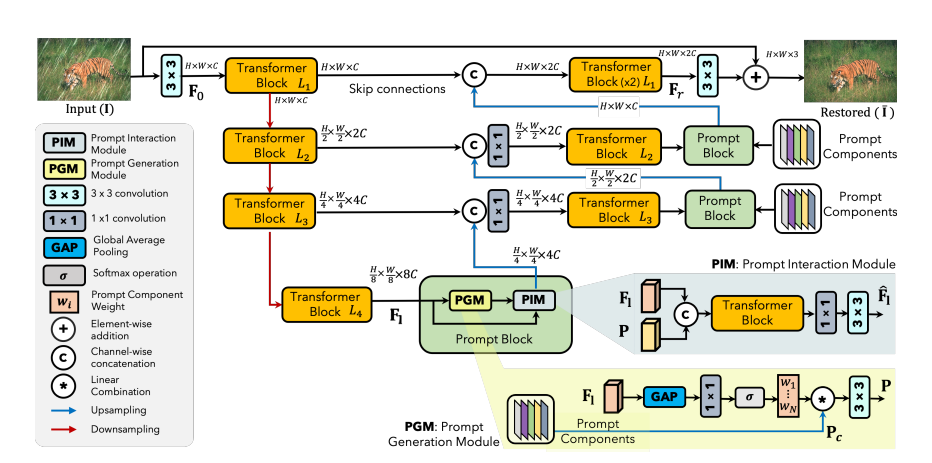 H×W×C
H×W×C
H×W×2C
H×W×2C
H×W×3
3 × 3
F₀
Transformer
Block L₁
Skip connections
C
Transformer
Block(x2) L₁
Fᵣ
3 × 3
+
Input (I)
Restored (Ī)
H×W×C
H×W×C
PIM
Prompt Interaction
Module
PGM
Prompt Generation
Module
3 × 3
3 x 3 convolution
1 × 1
1 x1 convolution
GAP
Global Average
Pooling
σ
Softmax operation
wᵢ
Prompt Component
Weight
+
Element-wise
addition
C
Channel-wise
concatenation
*
Linear
Combination
Upsampling
Downsampling
Transformer
Block L₂
H/2 × W/2 ×2C
C
1 × 1
H/2 × W/2 ×2C
Transformer
Block L₂
Prompt
Block
Prompt
Components
H/2 × W/2 ×2C
Transformer
Block L₃
H/4 × W/4 ×4C
C
1 × 1
H/4 × W/4 ×4C
Transformer
Block L₃
Prompt
Block
Prompt
Components
H/4 × W/4 ×4C
Transformer
Block L₄
H/8 × W/8 ×8C
Fₗ
PGM
PIM
Prompt Block
PIM: Prompt Interaction Module
Fₗ
P
C
Transformer
Block
1 × 1
3 × 3
F̂ₗ
Fₗ
GAP
1 × 1
σ
w₁
⋮
w_N
*
3 × 3
P
P_c
Prompt
Components
PGM: Prompt
Generation Module